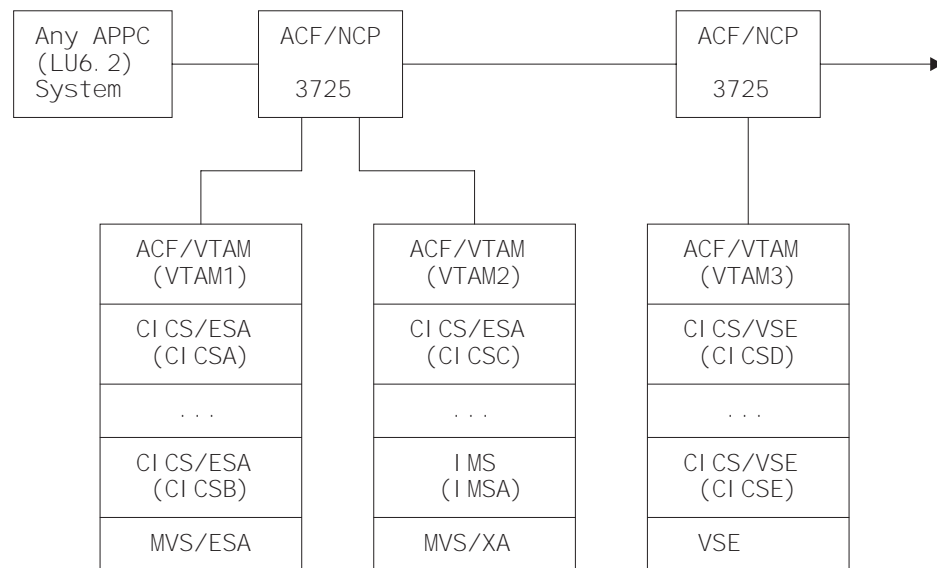 Any APPC
(LU6.2)
System
ACF/NCP
3725
ACF/NCP
3725
ACF/VTAM
(VTAM1)
CICS/ESA
(CICSA)
...
CICS/ESA
(CICSB)
MVS/ESA
ACF/VTAM
(VTAM2)
CICS/ESA
(CICSC)
...
IMS
(IMSA)
MVS/XA
ACF/VTAM
(VTAM3)
CICS/VSE
(CICSD)
...
CICS/VSE
(CICSE)
VSE